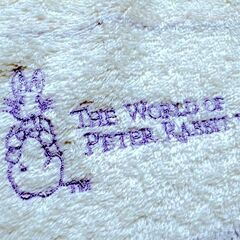 THE WORLD OF
PETER RABBIT
TM